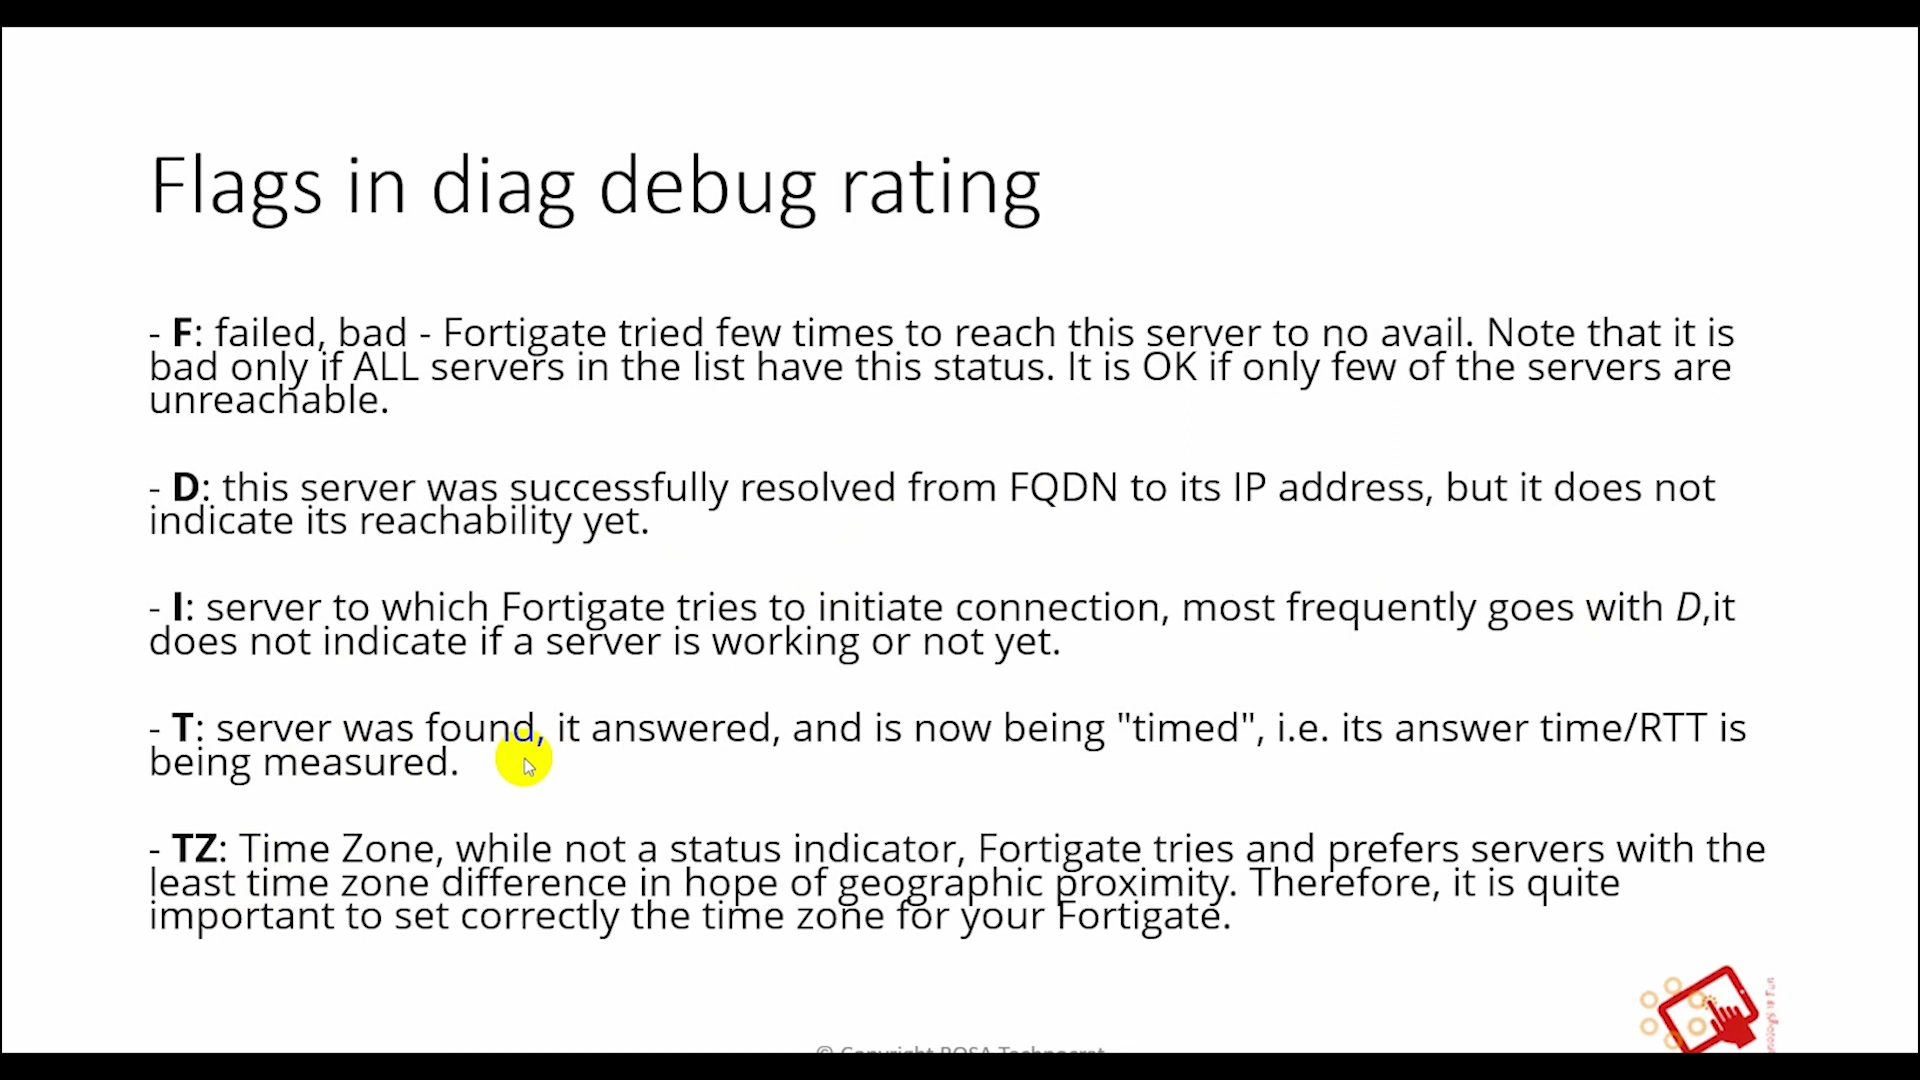 Flags in diag debug rating
- F: failed, bad - Fortigate tried few times to reach this server to no avail. Note that it is
bad only if ALL servers in the list have this status. It is OK if only few of the servers are
unreachable.
- D: this server was successfully resolved from FQDN to its IP address, but it does not
indicate its reachability yet.
- I: server to which Fortigate tries to initiate connection, most frequently goes with D,it
does not indicate if a server is working or not yet.
- T: server was found, it answered, and is now being "timed", i.e. its answer time/RTT is
being measured.
- TZ: Time Zone, while not a status indicator, Fortigate tries and prefers servers with the
least time zone difference in hope of geographic proximity. Therefore, it is quite
important to set correctly the time zone for your Fortigate.
© Copyright ROSA Technocrat